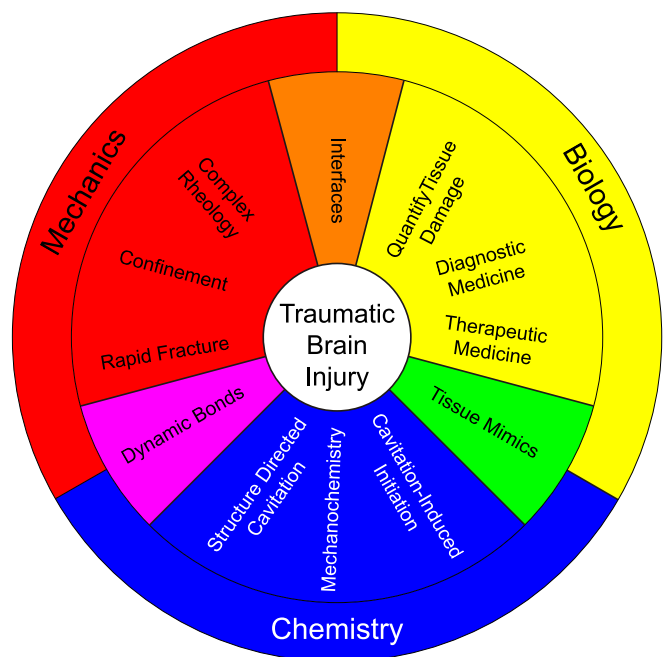 Mechanics
Biology
Chemistry
Interfaces
QuantifyTissue
Damage
Diagnostic
Medicine
Therapeutic
Medicine
Tissue Mimics
Cavitation-Induced
Initiation
Mechanochemistry
Structure Directed
Cavitation
Dynamic Bonds
Rapid Fracture
Confinement
Complex
Rheology
Traumatic
Brain
Injury